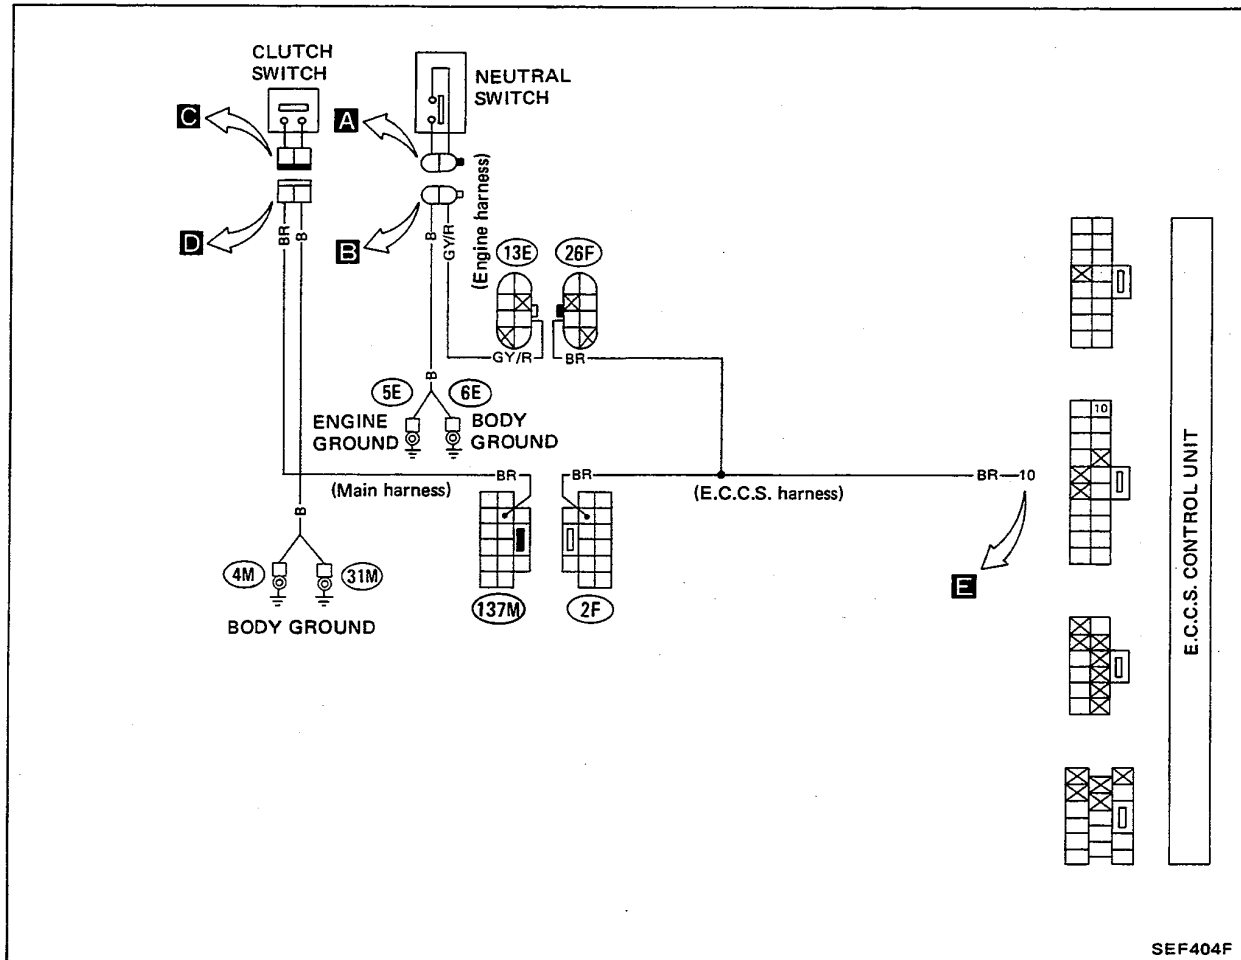 CLUTCH
SWITCH
NEUTRAL
SWITCH
C
A
(Engine harness)
D
B
BR
B
B
GY/R
13E
26F
GY/R
BR
B
5E
6E
ENGINE
GROUND
BODY
GROUND
10
BR
BR
BR
10
(Main harness)
(E.C.C.S. harness)
B
E
4M
31M
137M
2F
BODY GROUND
E.C.C.S. CONTROL UNIT
SEF404F